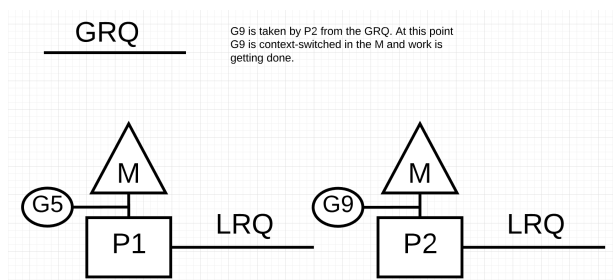 GRQ
G9 is taken by P2 from the GRQ. At this point
G9 is context-switched in the M and work is
getting done.
M
M
G5
G9
P1
LRQ
P2
LRQ